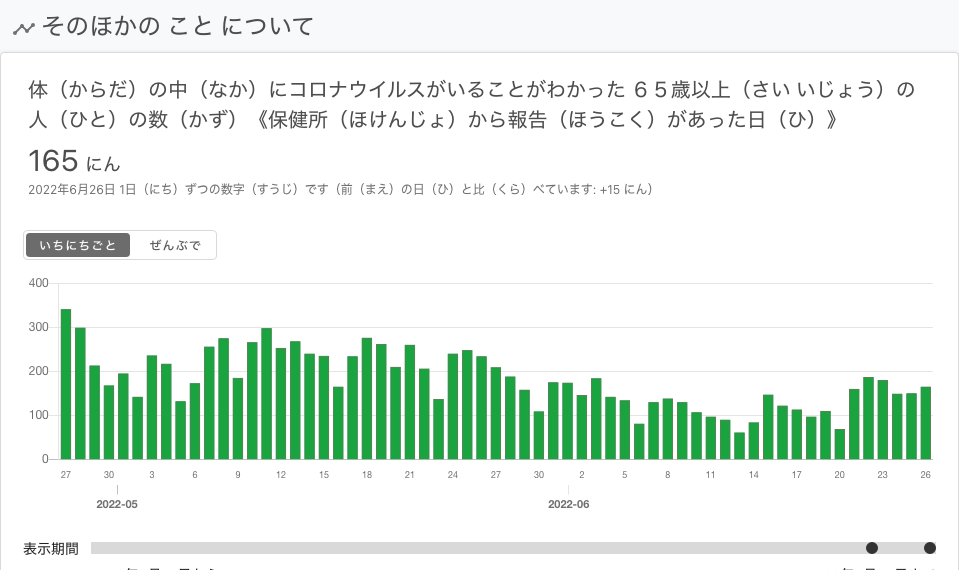 そのほかの こと について
体（からだ）の中（なか）にコロナウイルスがいることがわかった ６５歳以上（さい いじょう）の
人（ひと）の数（かず）《保健所（ほけんじょ）から報告（ほうこく）があった日（ひ）》
165 にん
2022年6月26日 1日（にち）ずつの数字（すうじ）です（前（まえ）の日（ひ）と比（くら）べています: +15 にん）
いちにちごと ぜんぶで
400
300
200
100
0
27 30 3 6 9 12 15 18 21 24 27 30 2 5 8 11 14 17 20 23 26
2022-05 2022-06
表示期間